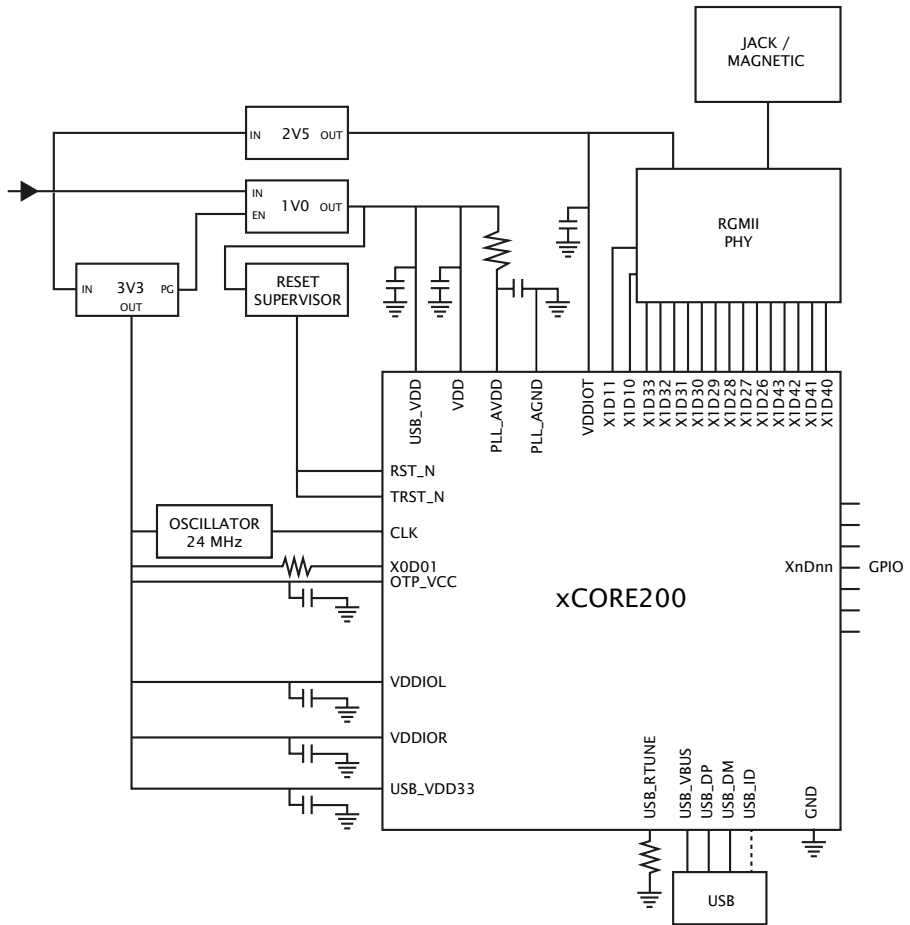 JACK /
MAGNETIC
IN 2V5 OUT
IN
1V0 OUT
EN
RGMII
PHY
IN 3V3 PG
OUT
RESET
SUPERVISOR
USB_VDD
VDD
PLL_AVDD
PLL_AGND
VDDIOT
X1D11
X1D10
X1D33
X1D32
X1D31
X1D30
X1D29
X1D28
X1D27
X1D26
X1D43
X1D42
X1D41
X1D40
RST_N
TRST_N
OSCILLATOR
24 MHz
CLK
X0D01
OTP_VCC
XnDnn GPIO
xCORE200
VDDIOL
VDDIOR
USB_VDD33
USB_RTUNE
USB_VBUS
USB_DP
USB_DM
USB_ID
GND
USB